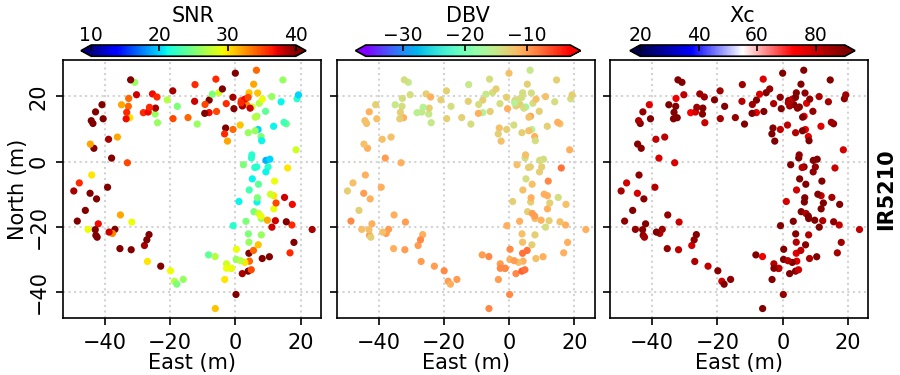 SNR DBV Xc
10 20 30 40 −30 −20 −10 20 40 60 80
20
0
−20
−40
North (m)
−40 −20 0 20 −40 −20 0 20 −40 −20 0 20
East (m) East (m) East (m)
IR5210